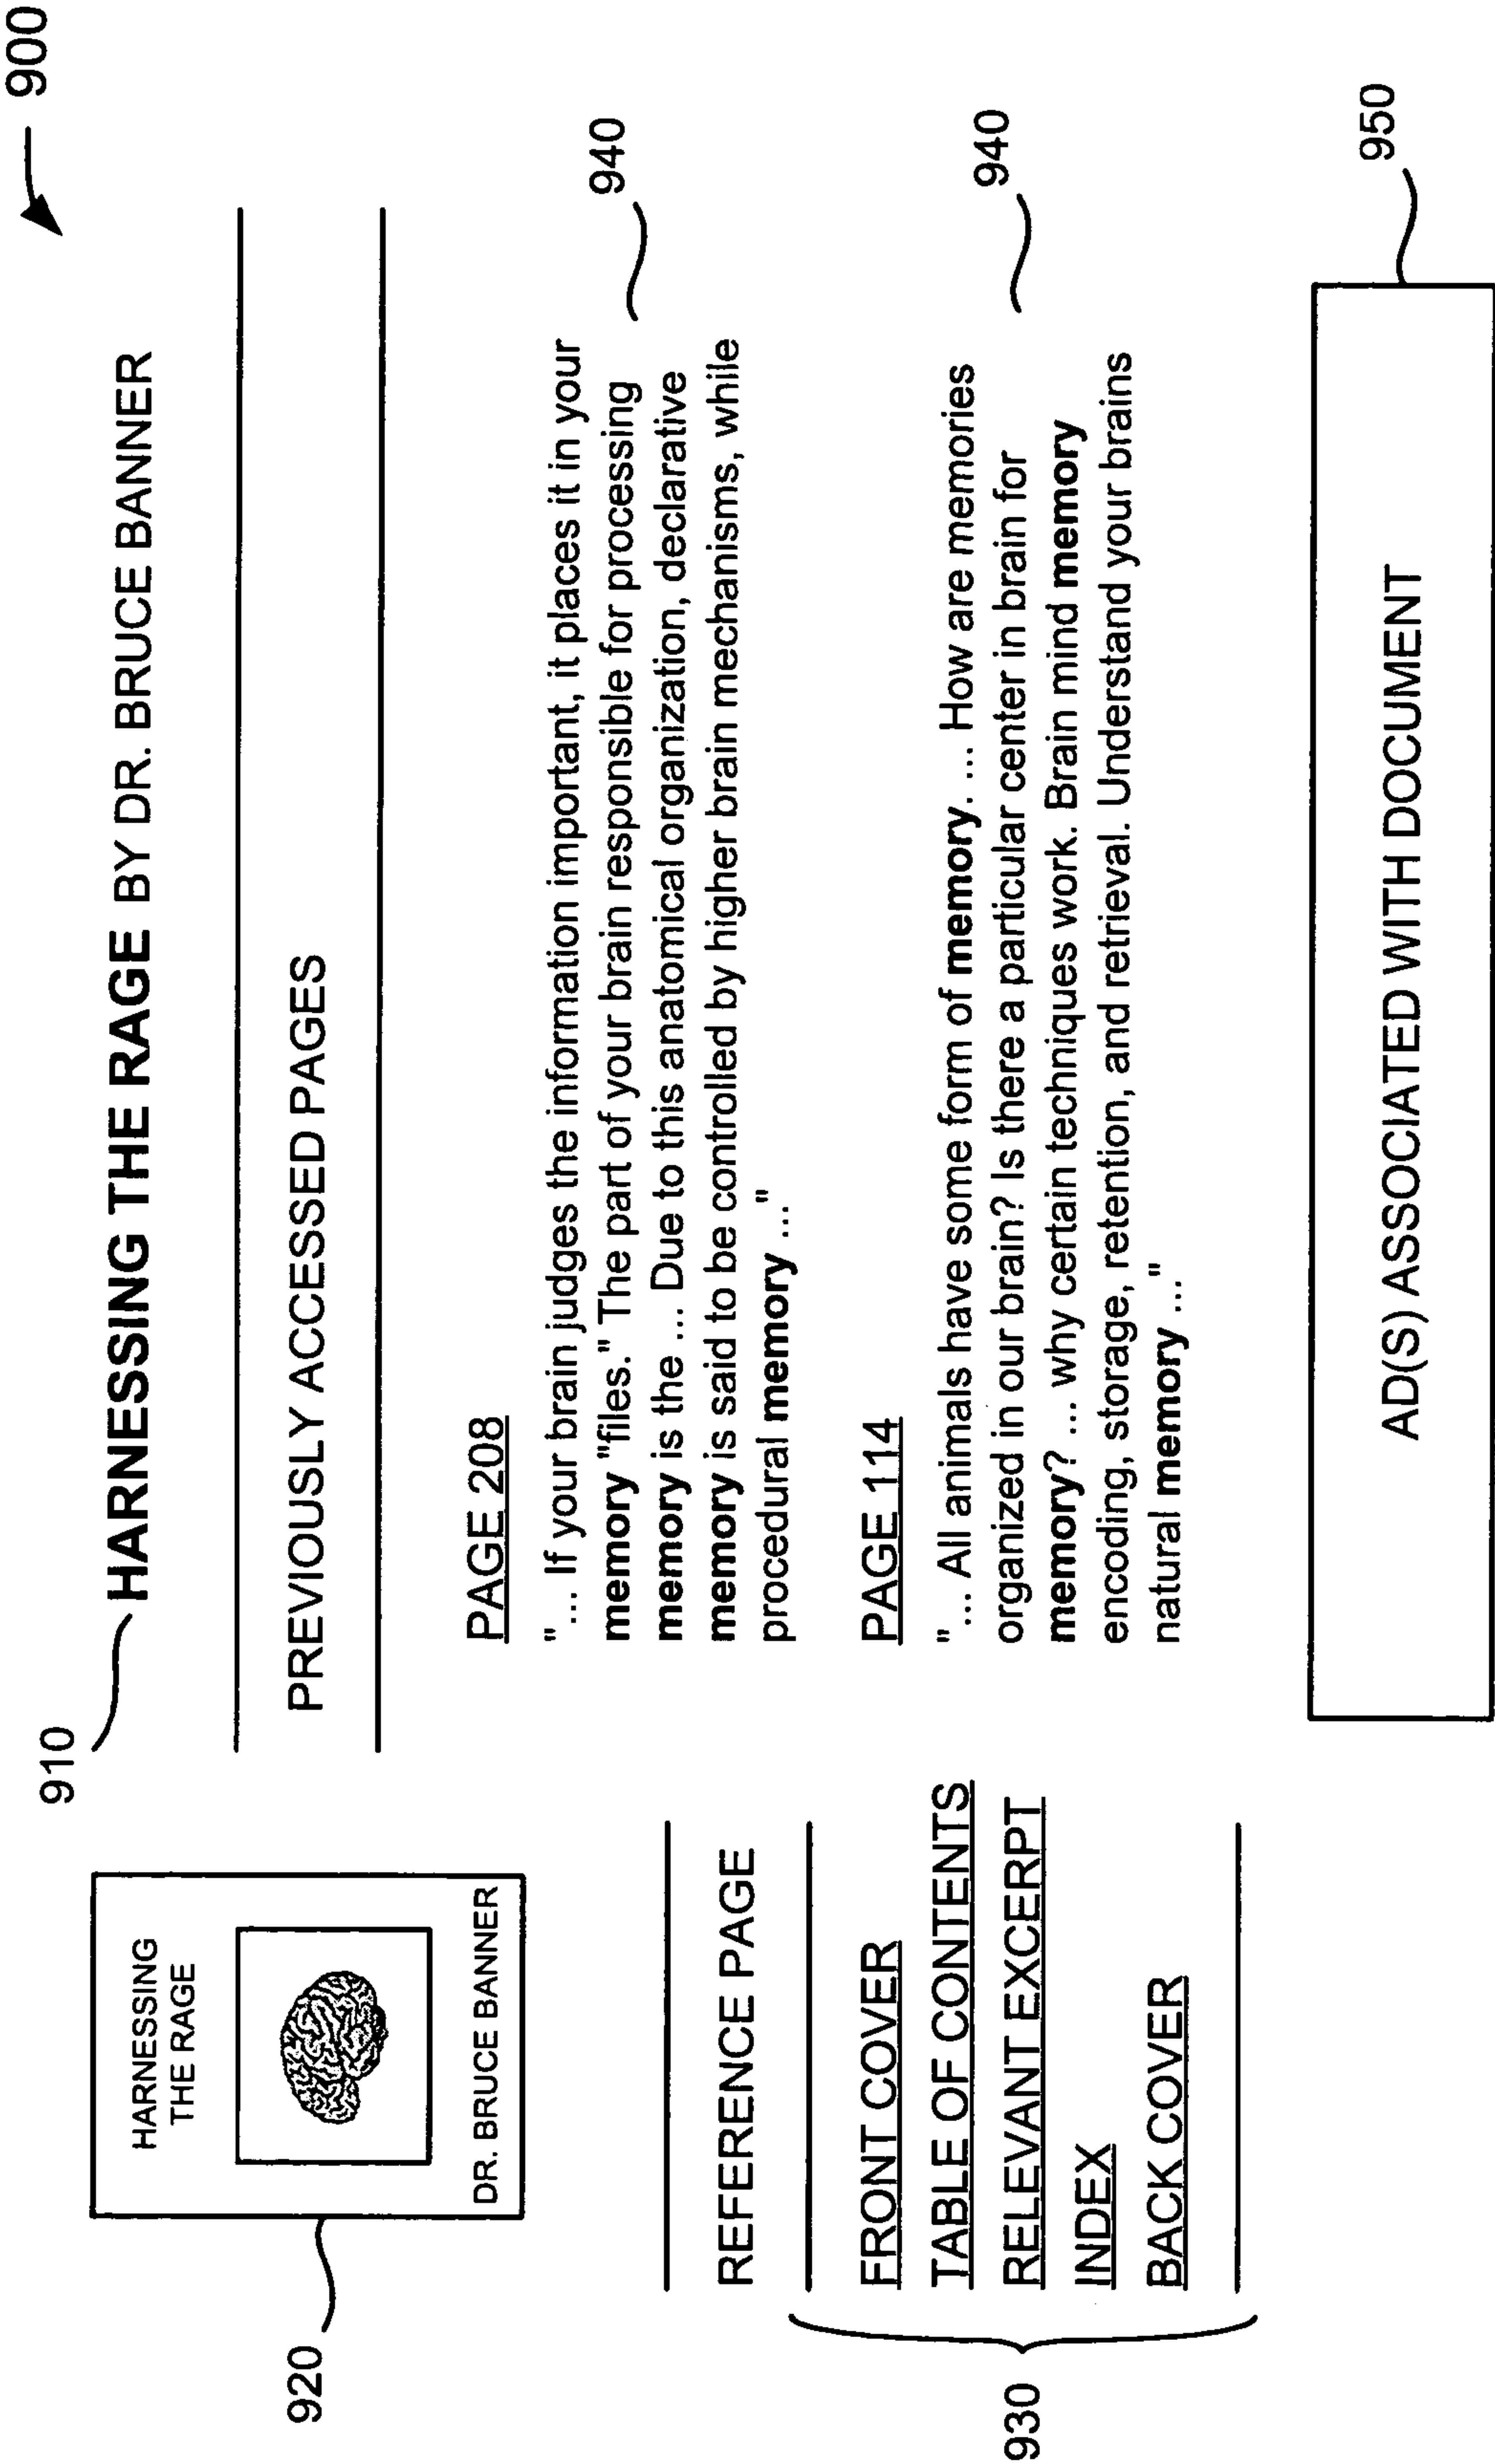 900
910
HARNESSING THE RAGE BY DR. BRUCE BANNER
920
HARNESSING
THE RAGE
DR. BRUCE BANNER
PREVIOUSLY ACCESSED PAGES
REFERENCE PAGE
930
FRONT COVER
TABLE OF CONTENTS
RELEVANT EXCERPT
INDEX
BACK COVER
PAGE 208
"... If your brain judges the information important, it places it in your
memory "files." The part of your brain responsible for processing
memory is the ... Due to this anatomical organization, declarative
memory is said to be controlled by higher brain mechanisms, while
procedural memory ..."
940
PAGE 114
"... All animals have some form of memory. ... How are memories
organized in our brain? Is there a particular center in brain for
memory? ... why certain techniques work. Brain mind memory
encoding, storage, retention, and retrieval. Understand your brains
natural memory ..."
940
AD(S) ASSOCIATED WITH DOCUMENT
950